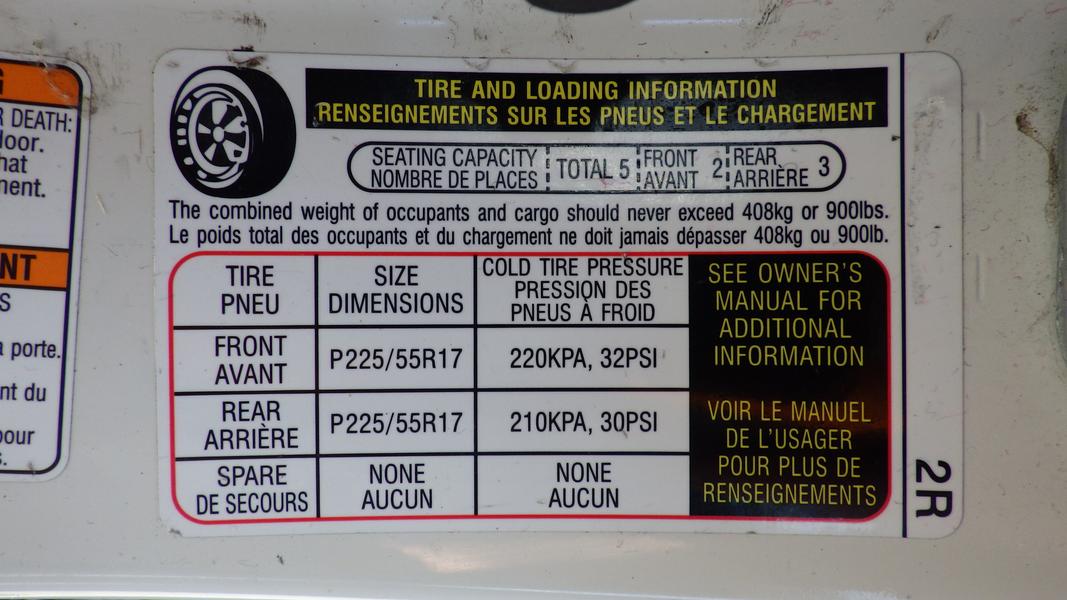 G
R DEATH:
door.
hat
nent.
NT
S
a porte.
nt du
pour
s.
TIRE AND LOADING INFORMATION
RENSEIGNEMENTS SUR LES PNEUS ET LE CHARGEMENT
SEATING CAPACITY
NOMBRE DE PLACES
TOTAL 5
FRONT
AVANT 2
REAR
ARRIÈRE 3
The combined weight of occupants and cargo should never exceed 408kg or 900lbs.
Le poids total des occupants et du chargement ne doit jamais dépasser 408kg ou 900lb.
TIRE
PNEU
SIZE
DIMENSIONS
COLD TIRE PRESSURE
PRESSION DES
PNEUS À FROID
FRONT
AVANT
P225/55R17
220KPA, 32PSI
REAR
ARRIÈRE
P225/55R17
210KPA, 30PSI
SPARE
DE SECOURS
NONE
AUCUN
NONE
AUCUN
SEE OWNER'S
MANUAL FOR
ADDITIONAL
INFORMATION
VOIR LE MANUEL
DE L'USAGER
POUR PLUS DE
RENSEIGNEMENTS
2R